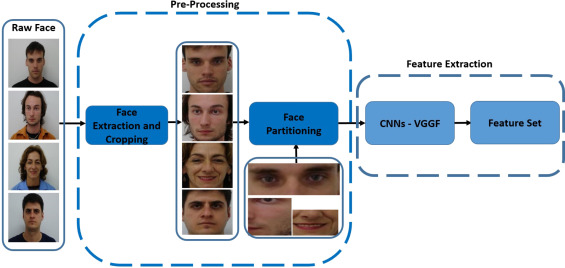 Pre-Processing
Raw Face
Feature Extraction
Face
Extraction and
Cropping
Face
Partitioning
CNNs - VGGF
Feature Set